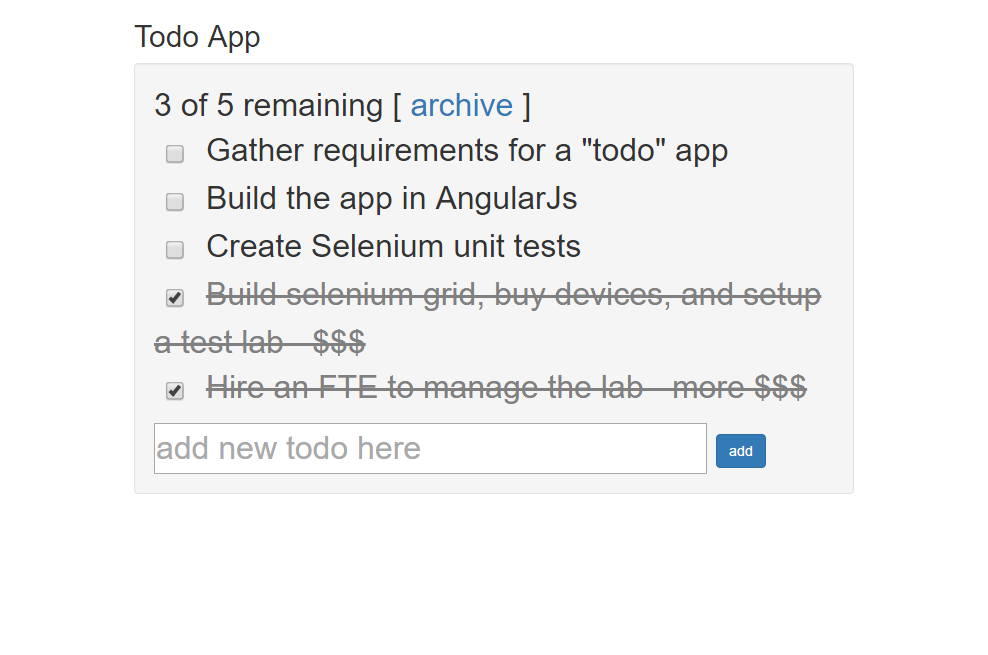 Todo App
3 of 5 remaining [ archive ]
Gather requirements for a "todo" app
Build the app in AngularJs
Create Selenium unit tests
Build selenium grid, buy devices, and setup
a test lab - $$$
Hire an FTE to manage the lab - more $$$
add new todo here
add